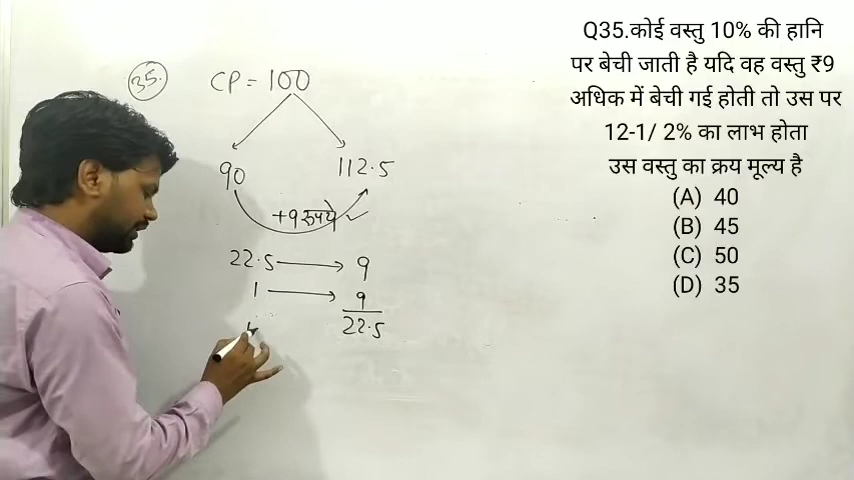 35.
CP = 100
90
112.5
+9 रुपये ✓
22.5 → 9
1 → 9/22.5
Q35.कोई वस्तु 10% की हानि
पर बेची जाती है यदि वह वस्तु ₹9
अधिक में बेची गई होती तो उस पर
12-1/ 2% का लाभ होता
उस वस्तु का क्रय मूल्य है
(A) 40
(B) 45
(C) 50
(D) 35